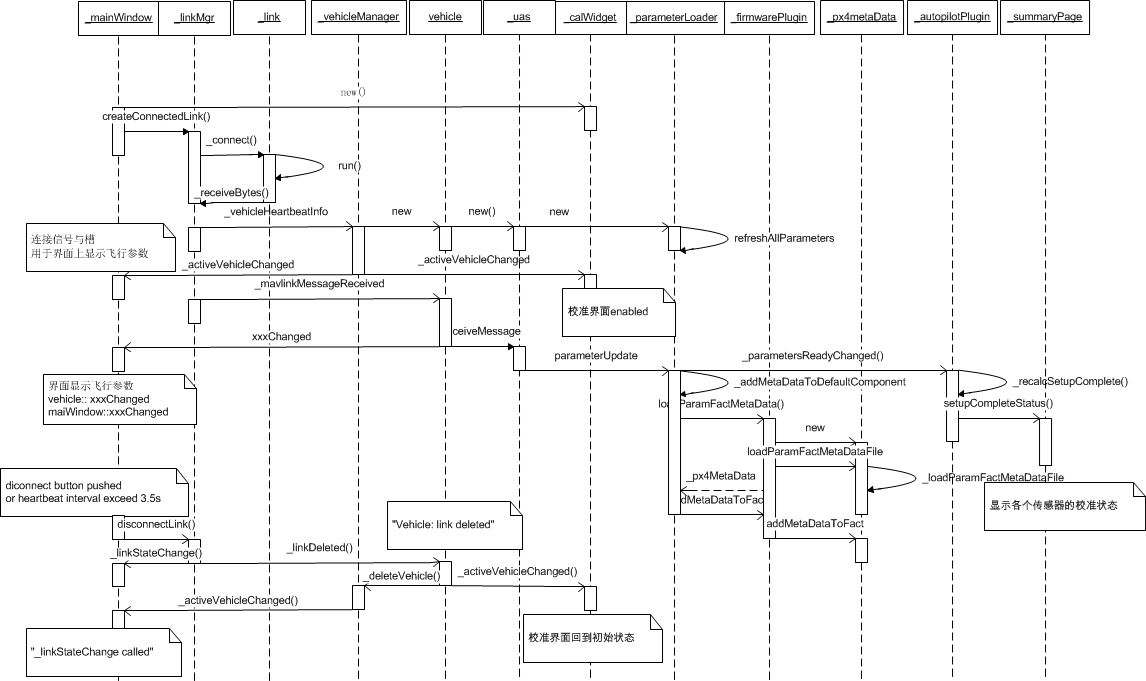 _mainWindow
_linkMgr
_link
_vehicleManager
vehicle
_uas
_calWidget
_parameterLoader
_firmwarePlugin
_px4metaData
_autopilotPlugin
_summaryPage
new()
createConnectedLink()
_connect()
run()
_receiveBytes()
_vehicleHeartbeatInfo
new
new()
new
refreshAllParameters
连接信号与槽
用于界面上显示飞行参数
_activeVehicleChanged
_activeVehicleChanged
_mavlinkMessageReceived
校准界面enabled
xxxChanged
ceiveMessage
parameterUpdate
_parametersReadyChanged()
_addMetaDataToDefaultComponent
_recalcSetupComplete()
界面显示飞行参数
vehicle:: xxxChanged
maiWindow::xxxChanged
loadParamFactMetaData()
setupCompleteStatus()
new
loadParamFactMetaDataFile
_px4MetaData
_loadParamFactMetaDataFile
diconnect button pushed
or heartbeat interval exceed 3.5s
dMetaDataToFac
显示各个传感器的校准状态
disconnectLink()
"Vehicle: link deleted"
addMetaDataToFact
_linkStateChange()
_linkDeleted()
_deleteVehicle()
_activeVehicleChanged()
_activeVehicleChanged()
"_linkStateChange called"
校准界面回到初始状态